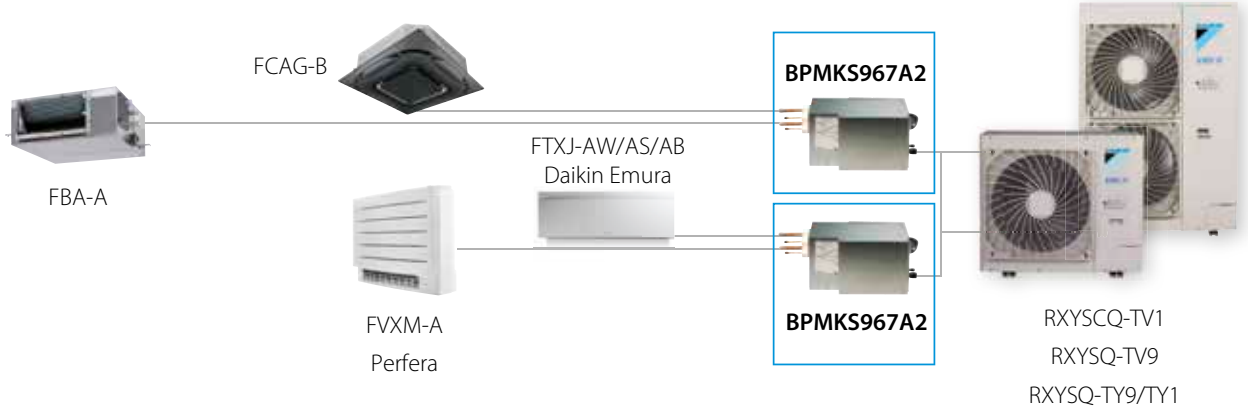 FCAG-B
BPMKS967A2
DAIKIN
FBA-A
FTXJ-AW/AS/AB
Daikin Emura
FVXM-A
Perfera
BPMKS967A2
RXYSCQ-TV1
RXYSQ-TV9
RXYSQ-TY9/TY1